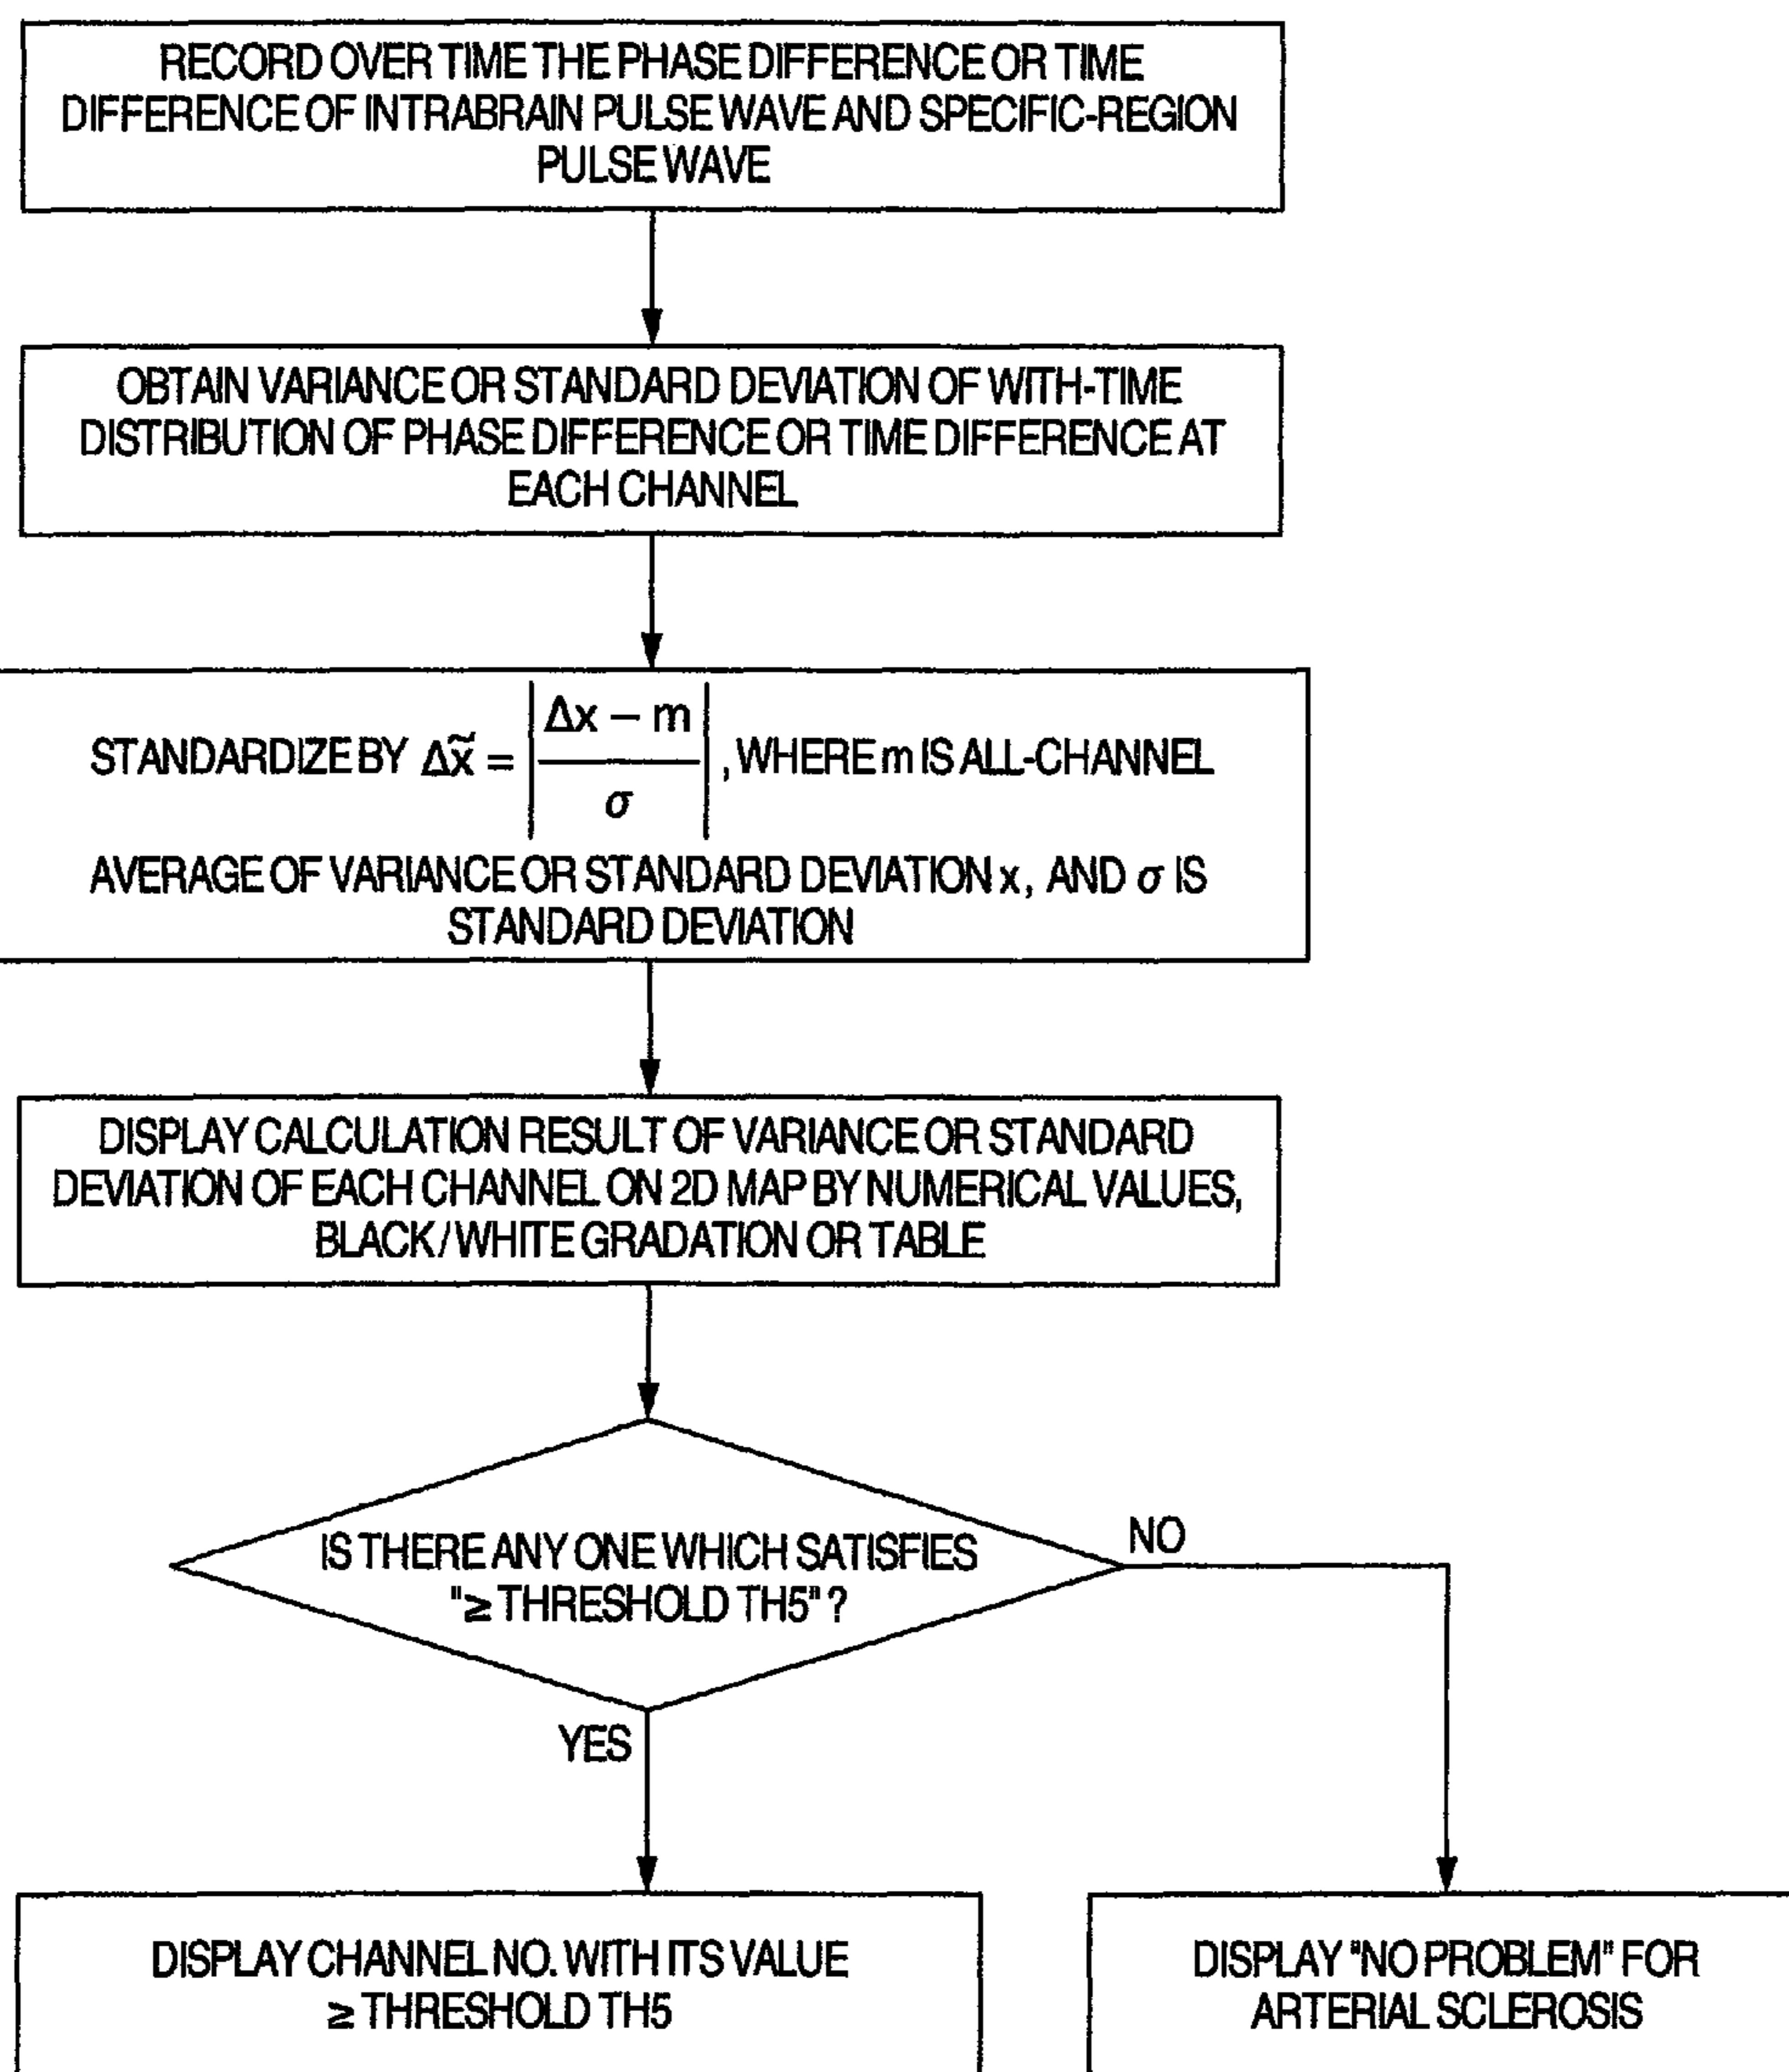 RECORD OVER TIME THE PHASE DIFFERENCE OR TIME
DIFFERENCE OF INTRABRAIN PULSE WAVE AND SPECIFIC-REGION
PULSE WAVE
OBTAIN VARIANCE OR STANDARD DEVIATION OF WITH-TIME
DISTRIBUTION OF PHASE DIFFERENCE OR TIME DIFFERENCE AT
EACH CHANNEL
STANDARDIZE BY Δx̃ = | (Δx − m) / σ | , WHERE m IS ALL-CHANNEL
AVERAGE OF VARIANCE OR STANDARD DEVIATION x, AND σ IS
STANDARD DEVIATION
DISPLAY CALCULATION RESULT OF VARIANCE OR STANDARD
DEVIATION OF EACH CHANNEL ON 2D MAP BY NUMERICAL VALUES,
BLACK / WHITE GRADATION OR TABLE
IS THERE ANY ONE WHICH SATISFIES
"≥ THRESHOLD TH5" ?
NO
YES
DISPLAY CHANNEL NO. WITH ITS VALUE
≥ THRESHOLD TH5
DISPLAY "NO PROBLEM" FOR
ARTERIAL SCLEROSIS